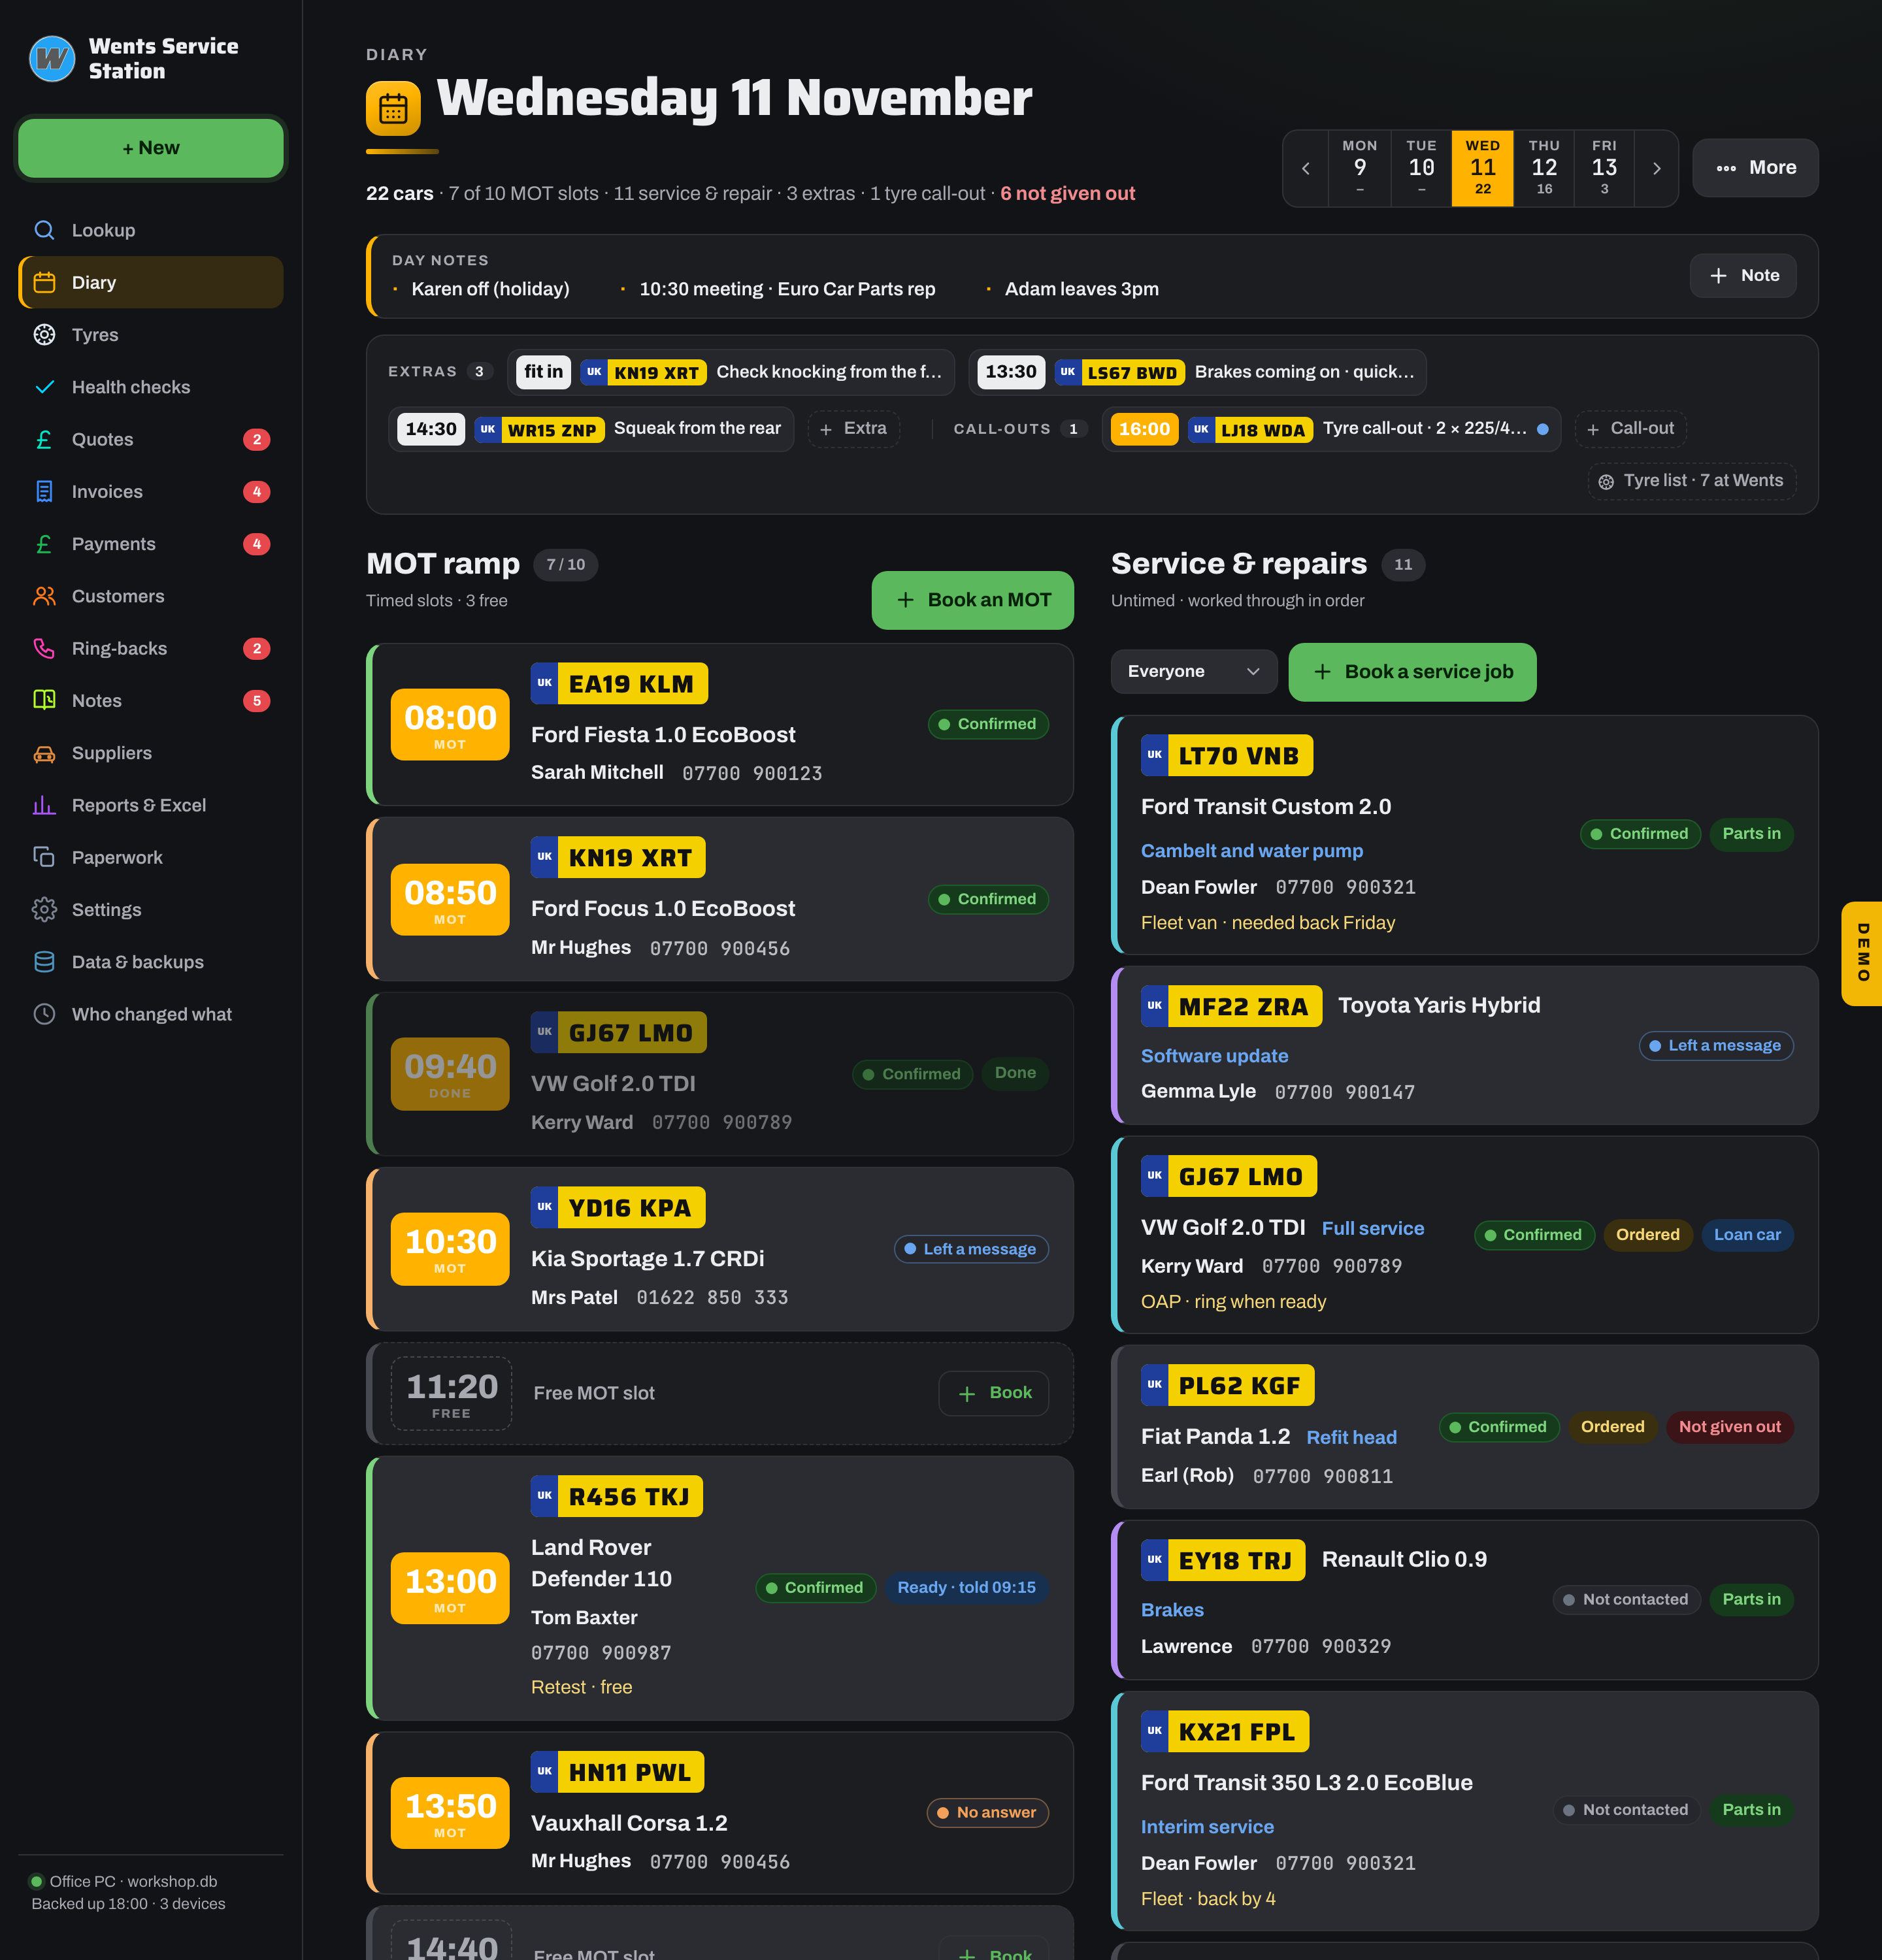 Wents Service
Station
+ New
Lookup
Diary
Tyres
Health checks
Quotes 2
Invoices 4
Payments 4
Customers
Ring-backs 2
Notes 5
Suppliers
Reports & Excel
Paperwork
Settings
Data & backups
Who changed what
Office PC · workshop.db
Backed up 18:00 · 3 devices
DIARY
Wednesday 11 November
22 cars · 7 of 10 MOT slots · 11 service & repair · 3 extras · 1 tyre call-out · 6 not given out
MON 9 –
TUE 10 –
WED 11 22
THU 12 16
FRI 13 3
More
DAY NOTES
· Karen off (holiday) · 10:30 meeting · Euro Car Parts rep · Adam leaves 3pm
+ Note
EXTRAS 3 fit in UK KN19 XRT Check knocking from the f… 13:30 UK LS67 BWD Brakes coming on · quick…
14:30 UK WR15 ZNP Squeak from the rear + Extra CALL-OUTS 1 16:00 UK LJ18 WDA Tyre call-out · 2 × 225/4… + Call-out
Tyre list · 7 at Wents
MOT ramp 7 / 10
Timed slots · 3 free
+ Book an MOT
08:00 MOT
UK EA19 KLM
Ford Fiesta 1.0 EcoBoost
Sarah Mitchell 07700 900123
Confirmed
08:50 MOT
UK KN19 XRT
Ford Focus 1.0 EcoBoost
Mr Hughes 07700 900456
Confirmed
09:40 DONE
UK GJ67 LMO
VW Golf 2.0 TDI
Kerry Ward 07700 900789
Confirmed Done
10:30 MOT
UK YD16 KPA
Kia Sportage 1.7 CRDi
Mrs Patel 01622 850 333
Left a message
11:20 FREE
Free MOT slot
+ Book
13:00 MOT
UK R456 TKJ
Land Rover
Defender 110
Tom Baxter
07700 900987
Retest · free
Confirmed Ready · told 09:15
13:50 MOT
UK HN11 PWL
Vauxhall Corsa 1.2
Mr Hughes 07700 900456
No answer
14:40
Free MOT slot
+ Book
Service & repairs 11
Untimed · worked through in order
Everyone
+ Book a service job
UK LT70 VNB
Ford Transit Custom 2.0
Cambelt and water pump
Dean Fowler 07700 900321
Fleet van · needed back Friday
Confirmed Parts in
UK MF22 ZRA Toyota Yaris Hybrid
Software update
Gemma Lyle 07700 900147
Left a message
UK GJ67 LMO
VW Golf 2.0 TDI Full service
Kerry Ward 07700 900789
OAP · ring when ready
Confirmed Ordered Loan car
UK PL62 KGF
Fiat Panda 1.2 Refit head
Earl (Rob) 07700 900811
Confirmed Ordered Not given out
UK EY18 TRJ Renault Clio 0.9
Brakes
Lawrence 07700 900329
Not contacted Parts in
UK KX21 FPL
Ford Transit 350 L3 2.0 EcoBlue
Interim service
Dean Fowler 07700 900321
Fleet · back by 4
Not contacted Parts in
DEMO